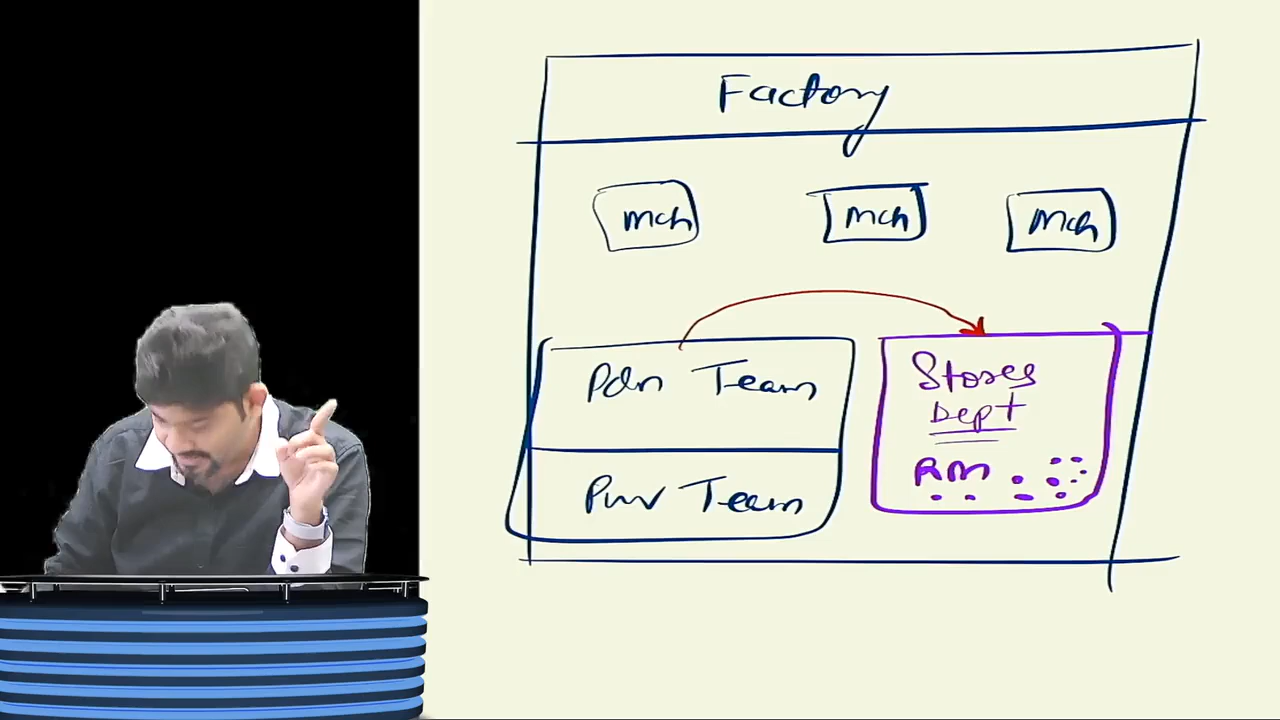 Factory
mch mch mch
Pdn Team
Pur Team
Stores
Dept
RM